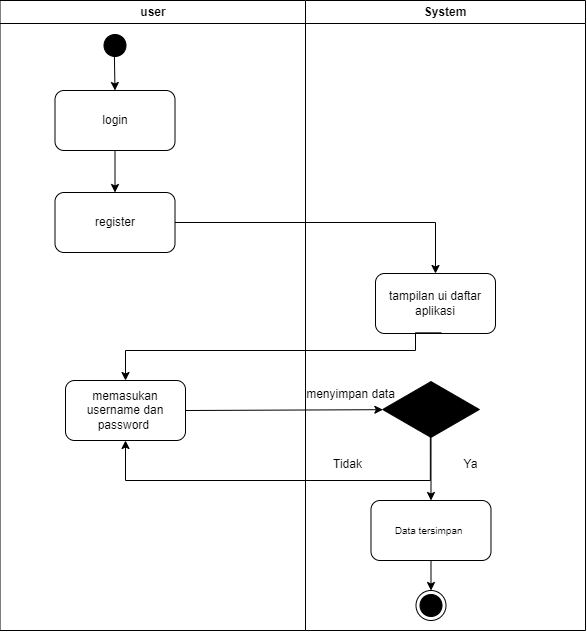 user
System
login
register
tampilan ui daftar
aplikasi
memasukan
username dan
password
menyimpan data
Tidak
Ya
Data tersimpan